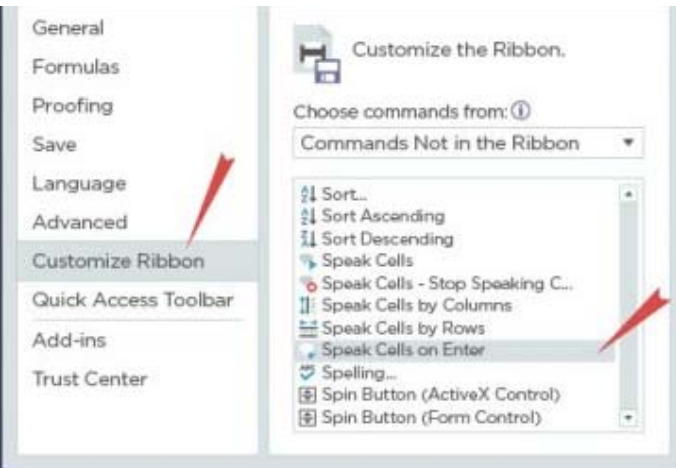 General
Formulas
Proofing
Save
Language
Advanced
Customize Ribbon
Quick Access Toolbar
Add-ins
Trust Center
Customize the Ribbon.
Choose commands from:
Commands Not in the Ribbon
Sort...
Sort Ascending
Sort Descending
Speak Cells
Speak Cells - Stop Speaking C...
Speak Cells by Columns
Speak Cells by Rows
Speak Cells on Enter
Spelling...
Spin Button (ActiveX Control)
Spin Button (Form Control)